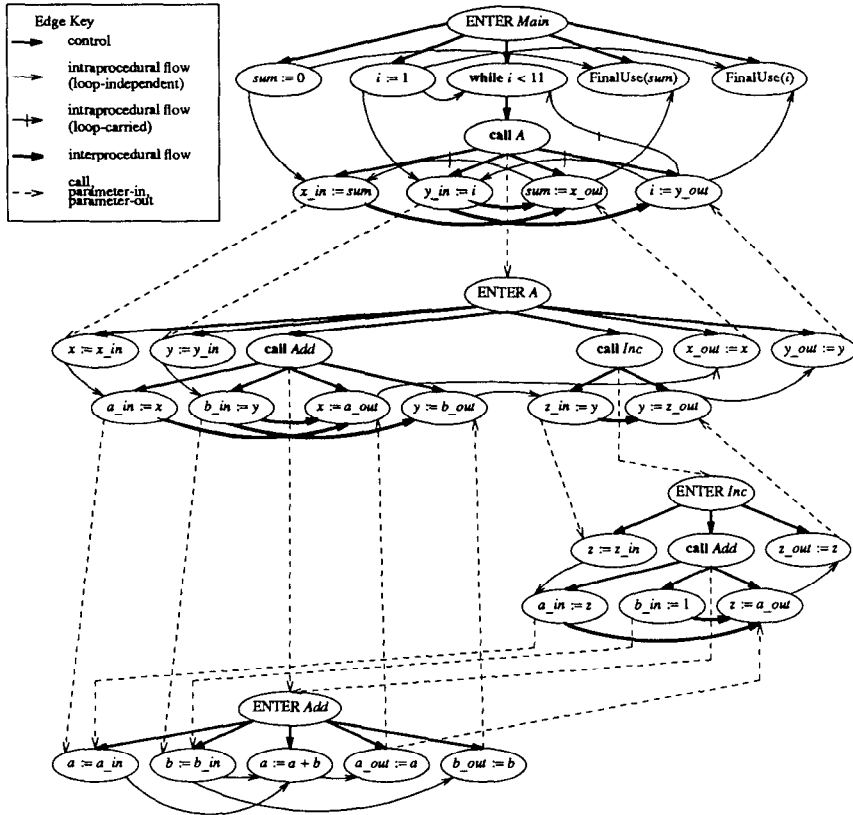 Edge Key
control
intraprocedural flow
(loop-independent)
intraprocedural flow
(loop-carried)
interprocedural flow
call,
parameter-in,
parameter-out
ENTER Main
sum := 0
i := 1
while i < 11
FinalUse(sum)
FinalUse(i)
call A
x_in := sum
y_in := i
sum := x_out
i := y_out
ENTER A
x := x_in
y := y_in
call Add
call Inc
x_out := x
y_out := y
a_in := x
b_in := y
x := a_out
y := b_out
z_in := y
y := z_out
ENTER Inc
z := z_in
call Add
z_out := z
a_in := z
b_in := 1
z := a_out
ENTER Add
a := a_in
b := b_in
a := a + b
a_out := a
b_out := b